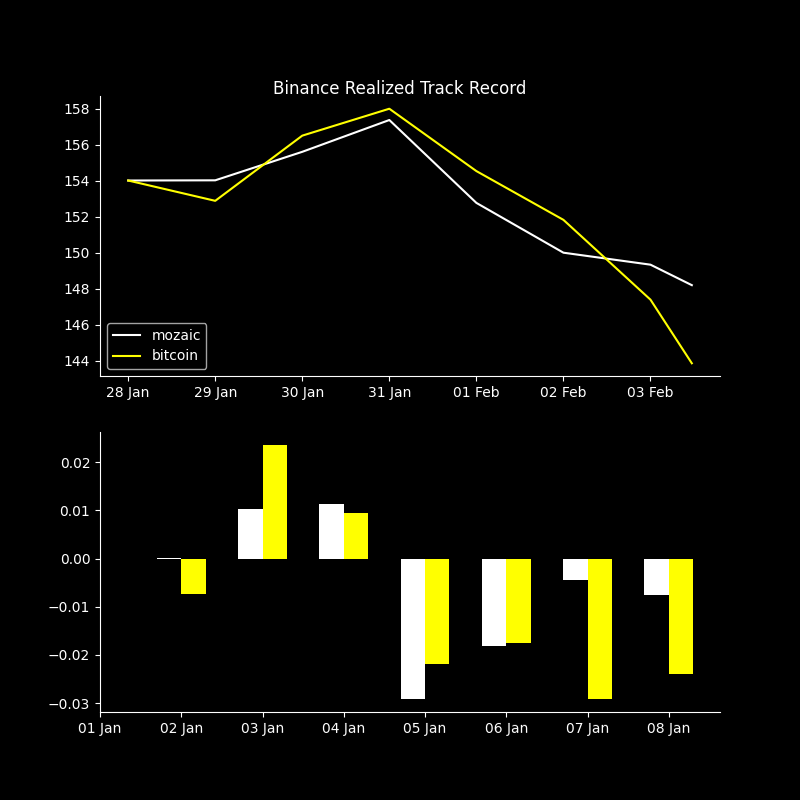 Binance Realized Track Record
158
156
154
152
150
148
146
144
mozaic
bitcoin
28 Jan 29 Jan 30 Jan 31 Jan 01 Feb 02 Feb 03 Feb
0.02
0.01
0.00
−0.01
−0.02
−0.03
01 Jan 02 Jan 03 Jan 04 Jan 05 Jan 06 Jan 07 Jan 08 Jan